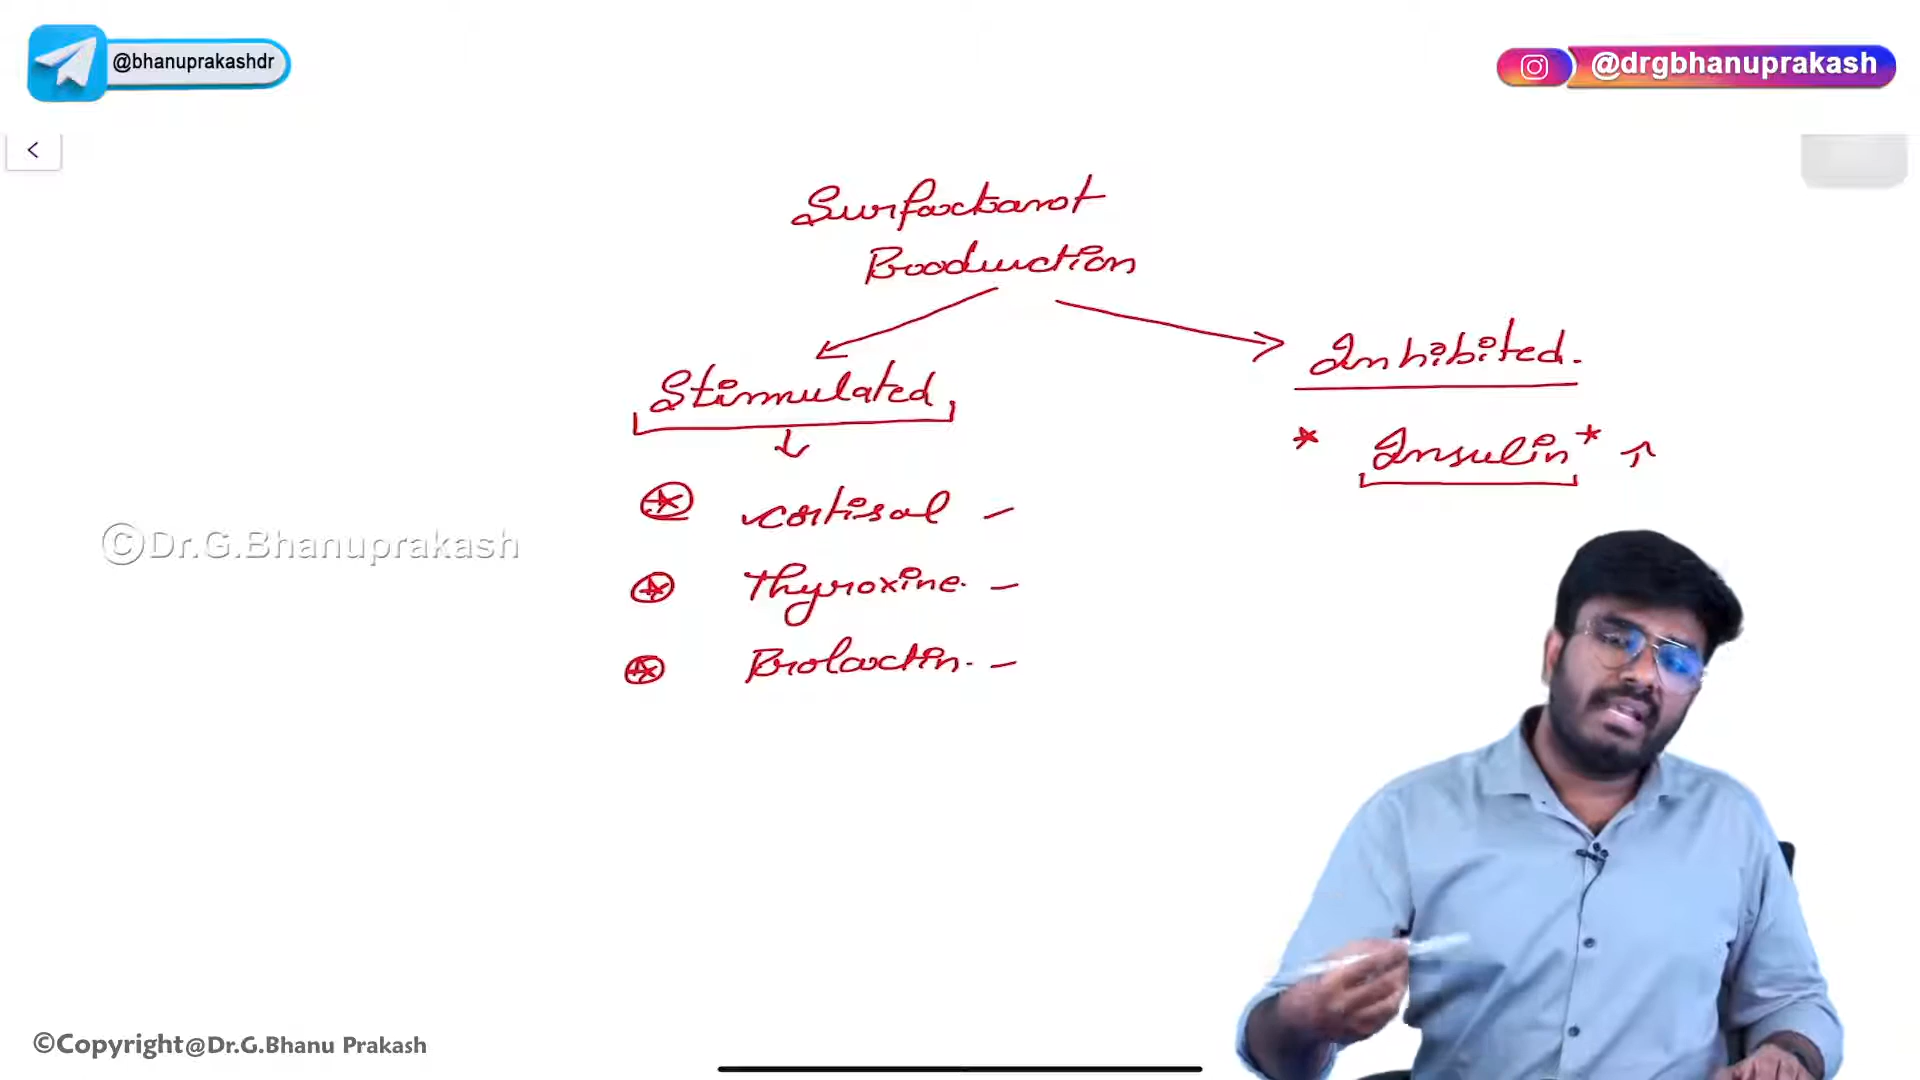 @bhanuprakashdr
@drgbhanuprakash
<
Surfactant
Production
Stimulated
Inhibited.
* Insulin *
cortisol -
Thyroxine. -
Prolactin. -
©Dr.G.Bhanuprakash
©Copyright@Dr.G.Bhanu Prakash